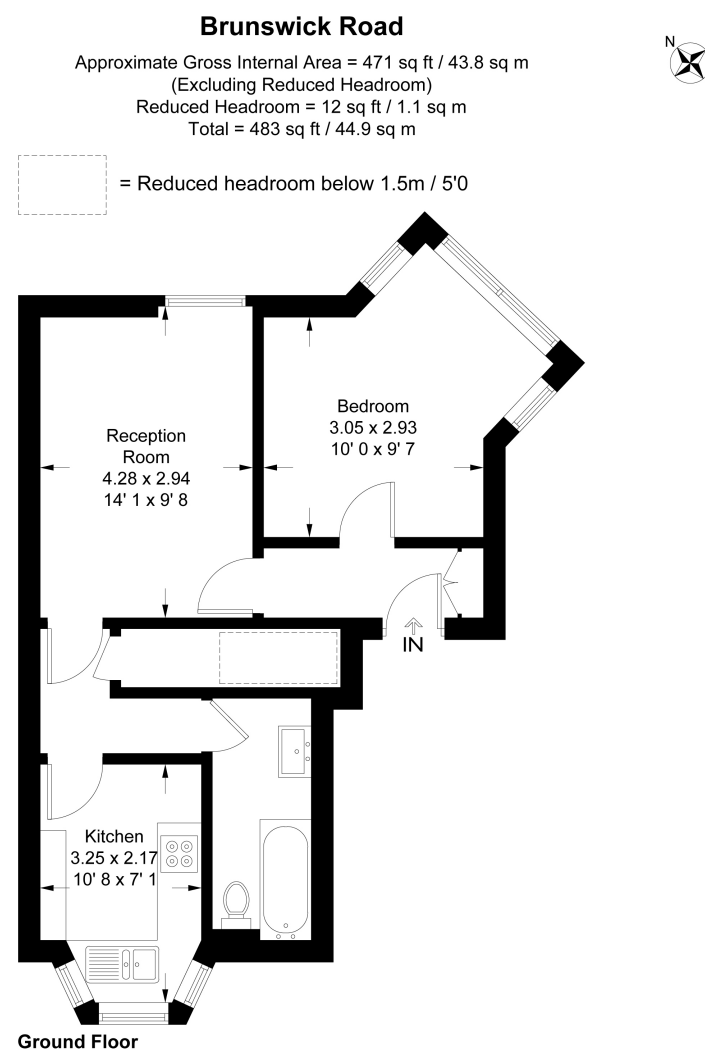 Brunswick Road
Approximate Gross Internal Area = 471 sq ft / 43.8 sq m
(Excluding Reduced Headroom)
Reduced Headroom = 12 sq ft / 1.1 sq m
Total = 483 sq ft / 44.9 sq m
N
= Reduced headroom below 1.5m / 5'0
Bedroom
3.05 x 2.93
10' 0 x 9' 7
Reception
Room
4.28 x 2.94
14' 1 x 9' 8
IN
Kitchen
3.25 x 2.17
10' 8 x 7' 1
Ground Floor